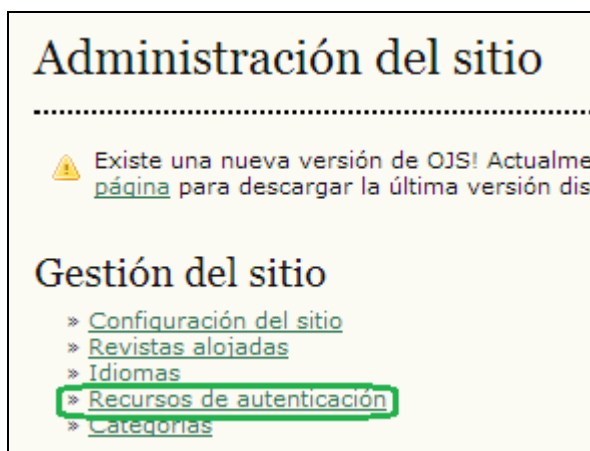 Administración del sitio
Existe una nueva versión de OJS! Actualme
página para descargar la última versión dis
Gestión del sitio
» Configuración del sitio
» Revistas alojadas
» Idiomas
» Recursos de autenticación
» Categorías